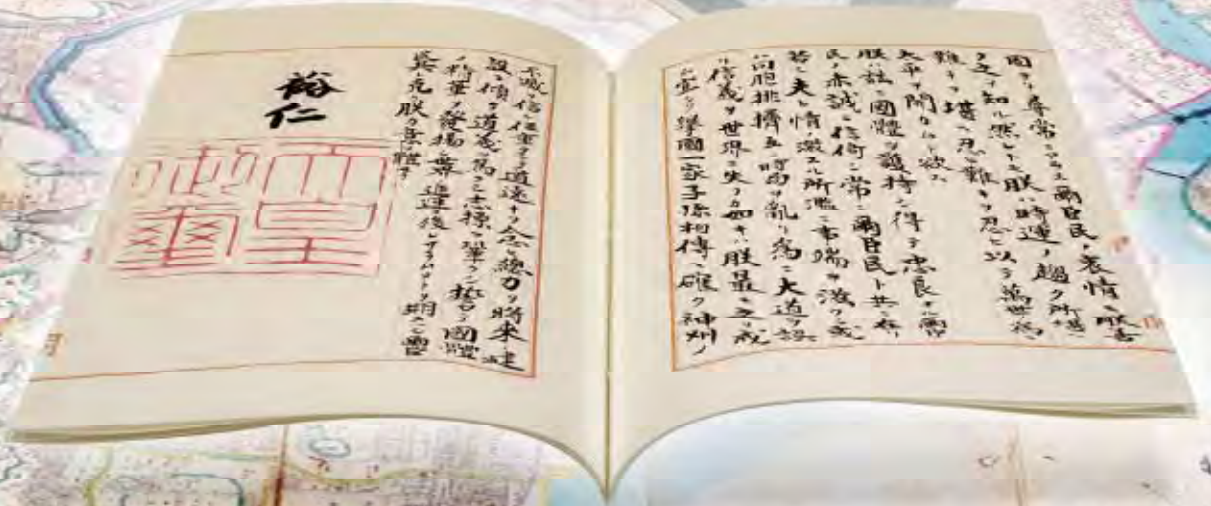 固ヨリ尋常ニアラス爾臣民ノ衷情モ朕善
ク之ヲ知ル然レトモ朕ハ時運ノ趨ク所堪ヘ
難キヲ堪ヘ忍ヒ難キヲ忍ヒ以テ萬世ノ爲ニ
太平ヲ開カムト欲ス
朕ハ茲ニ國體ヲ護持シ得テ忠良ナル爾臣
民ノ赤誠ニ信倚シ常ニ爾臣民ト共ニ在リ
若シ夫レ情ノ激スル所濫ニ事端ヲ滋クシ或
ハ同胞排擠互ニ時局ヲ亂リ爲ニ大道ヲ誤
リ信義ヲ世界ニ失フカ如キハ朕最モ之ヲ戒
ム宜シク擧國一家子孫相傳ヘ確ク神州ノ
不滅ヲ信シ任重クシテ道遠キヲ念ヒ總力ヲ將來ノ建
設ニ傾ケ道義ヲ篤クシ志操ヲ鞏クシ誓テ國體
ノ精華ヲ發揚シ世界ノ進運ニ後レサラムコトヲ期スヘシ爾臣
民其レ克ク朕カ意ヲ體セヨ
裕仁
天皇
御璽